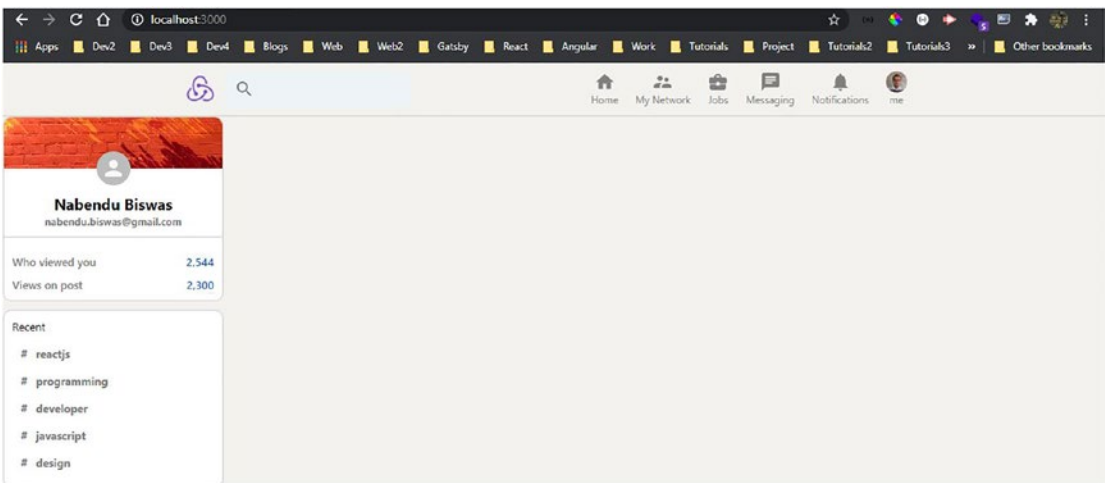 localhost:3000
Apps Dev2 Dev3 Dev4 Blogs Web Web2 Gatsby React Angular Work Tutorials Project Tutorials2 Tutorials3 » Other bookmarks
Home My Network Jobs Messaging Notifications me
Nabendu Biswas
nabendu.biswas@gmail.com
Who viewed you 2,544
Views on post 2,300
Recent
# reactjs
# programming
# developer
# javascript
# design